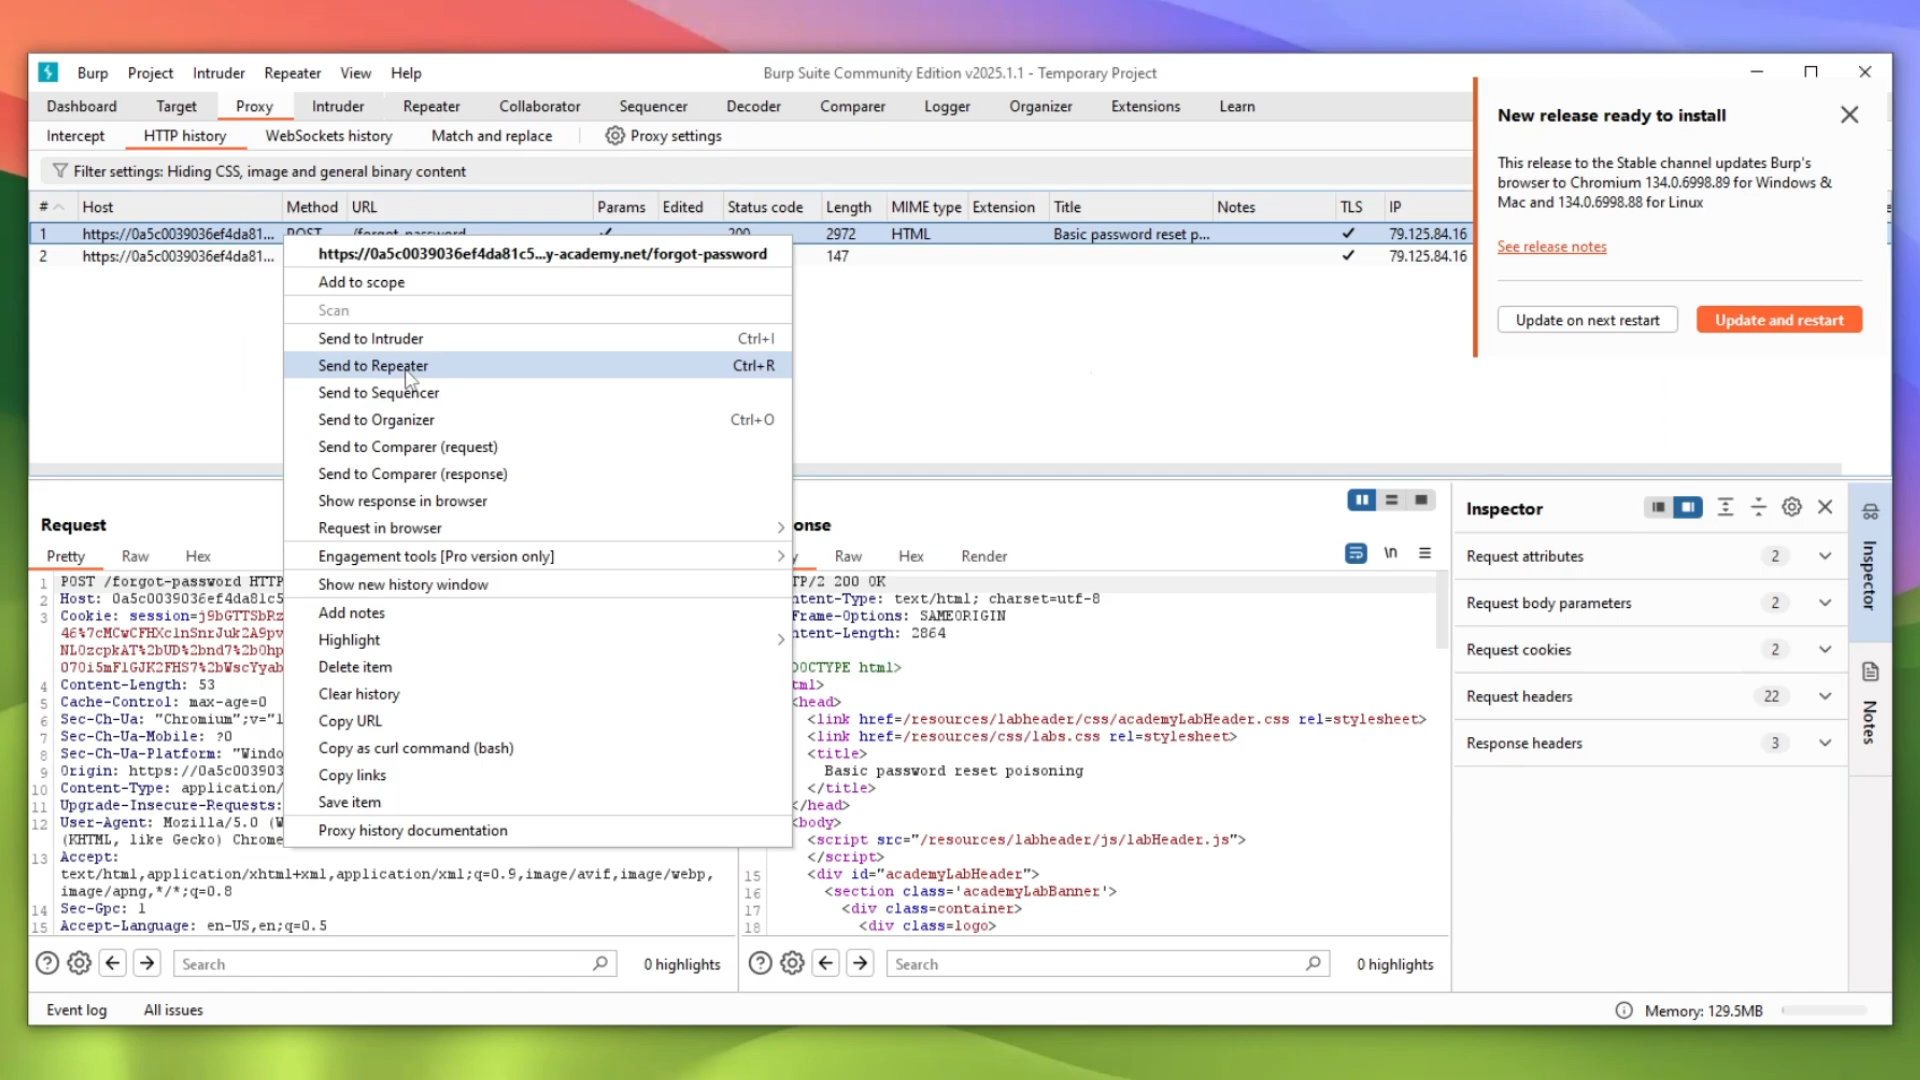 Burp Project Intruder Repeater View Help
Burp Suite Community Edition v2025.1.1 - Temporary Project
Dashboard Target Proxy Intruder Repeater Collaborator Sequencer Decoder Comparer Logger Organizer Extensions Learn
Intercept HTTP history WebSockets history Match and replace Proxy settings
Filter settings: Hiding CSS, image and general binary content
# Host Method URL Params Edited Status code Length MIME type Extension Title Notes TLS IP
1 https://0a5c0039036ef4da81... POST /forgot-password ✓ 200 2972 HTML Basic password reset p... ✓ 79.125.84.16
2 https://0a5c0039036ef4da81... 147 ✓ 79.125.84.16
New release ready to install
This release to the Stable channel updates Burp's
browser to Chromium 134.0.6998.89 for Windows &
Mac and 134.0.6998.88 for Linux
See release notes
Update on next restart Update and restart
https://0a5c0039036ef4da81c5...y-academy.net/forgot-password
Add to scope
Scan
Send to Intruder Ctrl+I
Send to Repeater Ctrl+R
Send to Sequencer
Send to Organizer Ctrl+O
Send to Comparer (request)
Send to Comparer (response)
Show response in browser
Request in browser
Engagement tools [Pro version only]
Show new history window
Add notes
Highlight
Delete item
Clear history
Copy URL
Copy as curl command (bash)
Copy links
Save item
Proxy history documentation
Request
Pretty Raw Hex
1 POST /forgot-password HTTP
2 Host: 0a5c0039036ef4da81c5
3 Cookie: session=j9bGTTSbRz
46%7cMCwCFHXc1nSnrJuk2A9pv
NL0zcpkAT%2bUD%2bnd7%2b0hp
070i5mF1GJK2FHS7%2bWscYyab
4 Content-Length: 53
5 Cache-Control: max-age=0
6 Sec-Ch-Ua: "Chromium";v="1
7 Sec-Ch-Ua-Mobile: ?0
8 Sec-Ch-Ua-Platform: "Windo
9 Origin: https://0a5c003903
10 Content-Type: application/
11 Upgrade-Insecure-Requests:
12 User-Agent: Mozilla/5.0 (W
(KHTML, like Gecko) Chrome
13 Accept:
text/html,application/xhtml+xml,application/xml;q=0.9,image/avif,image/webp,
image/apng,*/*;q=0.8
14 Sec-Gpc: 1
15 Accept-Language: en-US,en;q=0.5
Search 0 highlights
onse
y Raw Hex Render
\n
TP/2 200 OK
ntent-Type: text/html; charset=utf-8
Frame-Options: SAMEORIGIN
ntent-Length: 2864
DOCTYPE html>
tml>
<head>
<link href=/resources/labheader/css/academyLabHeader.css rel=stylesheet>
<link href=/resources/css/labs.css rel=stylesheet>
<title>
Basic password reset poisoning
</title>
</head>
<body>
<script src="/resources/labheader/js/labHeader.js">
</script>
15 <div id="academyLabHeader">
16 <section class='academyLabBanner'>
17 <div class=container>
18 <div class=logo>
Search 0 highlights
Inspector
Request attributes 2
Request body parameters 2
Request cookies 2
Request headers 22
Response headers 3
Inspector
Notes
Event log All issues
Memory: 129.5MB